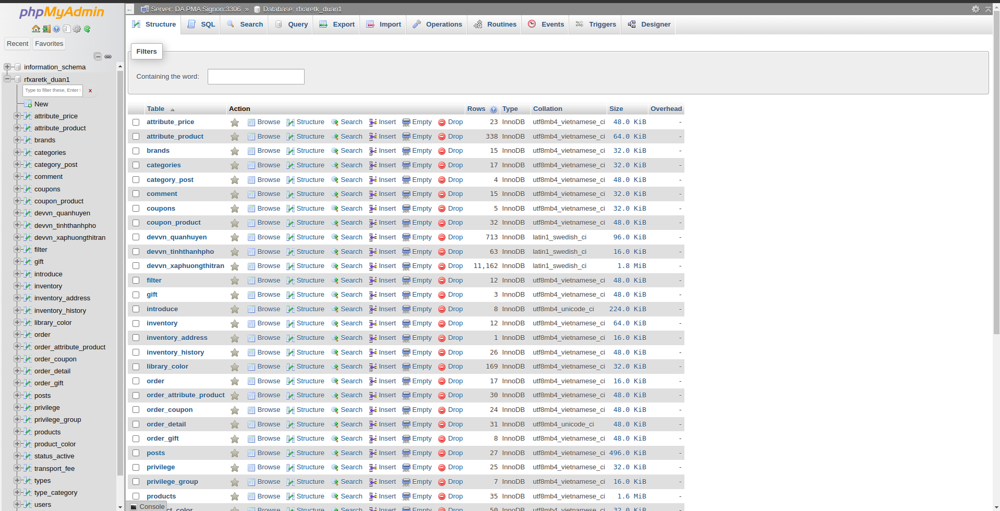 phpMyAdmin
Recent Favorites
information_schema
rfxaretk_duan1
Type to filter these, Enter x
New
attribute_price
attribute_product
brands
categories
category_post
comment
coupons
coupon_product
devvn_quanhuyen
devvn_tinhthanhpho
devvn_xaphuongthitran
filter
gift
introduce
inventory
inventory_address
inventory_history
library_color
order
order_attribute_product
order_coupon
order_detail
order_gift
posts
privilege
privilege_group
products
product_color
status_active
transport_fee
types
type_category
users
Server: DA PMA Signon:3306 » Database: rfxaretk_duan1
Structure SQL Search Query Export Import Operations Routines Events Triggers Designer
Filters
Containing the word:
Table Action Rows Type Collation Size Overhead
attribute_price Browse Structure Search Insert Empty Drop 23 InnoDB utf8mb4_vietnamese_ci 48.0 KiB -
attribute_product Browse Structure Search Insert Empty Drop 338 InnoDB utf8mb4_vietnamese_ci 64.0 KiB -
brands Browse Structure Search Insert Empty Drop 15 InnoDB utf8mb4_vietnamese_ci 32.0 KiB -
categories Browse Structure Search Insert Empty Drop 17 InnoDB utf8mb4_vietnamese_ci 32.0 KiB -
category_post Browse Structure Search Insert Empty Drop 4 InnoDB utf8mb4_vietnamese_ci 48.0 KiB -
comment Browse Structure Search Insert Empty Drop 15 InnoDB utf8mb4_vietnamese_ci 32.0 KiB -
coupons Browse Structure Search Insert Empty Drop 5 InnoDB utf8mb4_vietnamese_ci 32.0 KiB -
coupon_product Browse Structure Search Insert Empty Drop 32 InnoDB utf8mb4_vietnamese_ci 48.0 KiB -
devvn_quanhuyen Browse Structure Search Insert Empty Drop 713 InnoDB latin1_swedish_ci 96.0 KiB -
devvn_tinhthanhpho Browse Structure Search Insert Empty Drop 63 InnoDB latin1_swedish_ci 16.0 KiB -
devvn_xaphuongthitran Browse Structure Search Insert Empty Drop 11,162 InnoDB latin1_swedish_ci 1.8 MiB -
filter Browse Structure Search Insert Empty Drop 12 InnoDB utf8mb4_vietnamese_ci 48.0 KiB -
gift Browse Structure Search Insert Empty Drop 3 InnoDB utf8mb4_vietnamese_ci 48.0 KiB -
introduce Browse Structure Search Insert Empty Drop 8 InnoDB utf8mb4_unicode_ci 224.0 KiB -
inventory Browse Structure Search Insert Empty Drop 12 InnoDB utf8mb4_vietnamese_ci 64.0 KiB -
inventory_address Browse Structure Search Insert Empty Drop 1 InnoDB utf8mb4_vietnamese_ci 16.0 KiB -
inventory_history Browse Structure Search Insert Empty Drop 26 InnoDB utf8mb4_vietnamese_ci 48.0 KiB -
library_color Browse Structure Search Insert Empty Drop 169 InnoDB utf8mb4_vietnamese_ci 32.0 KiB -
order Browse Structure Search Insert Empty Drop 17 InnoDB utf8mb4_vietnamese_ci 16.0 KiB -
order_attribute_product Browse Structure Search Insert Empty Drop 30 InnoDB utf8mb4_vietnamese_ci 48.0 KiB -
order_coupon Browse Structure Search Insert Empty Drop 24 InnoDB utf8mb4_vietnamese_ci 48.0 KiB -
order_detail Browse Structure Search Insert Empty Drop 31 InnoDB utf8mb4_unicode_ci 48.0 KiB -
order_gift Browse Structure Search Insert Empty Drop 8 InnoDB utf8mb4_vietnamese_ci 48.0 KiB -
posts Browse Structure Search Insert Empty Drop 27 InnoDB utf8mb4_vietnamese_ci 496.0 KiB -
privilege Browse Structure Search Insert Empty Drop 25 InnoDB utf8mb4_vietnamese_ci 32.0 KiB -
privilege_group Browse Structure Search Insert Empty Drop 7 InnoDB utf8mb4_vietnamese_ci 16.0 KiB -
products Browse Structure Search Insert Empty Drop 35 InnoDB utf8mb4_vietnamese_ci 1.6 MiB -
ct_color Browse Structure Search Insert Empty Drop 50 InnoDB utf8mb4_vietnamese_ci 32.0 KiB -
Console